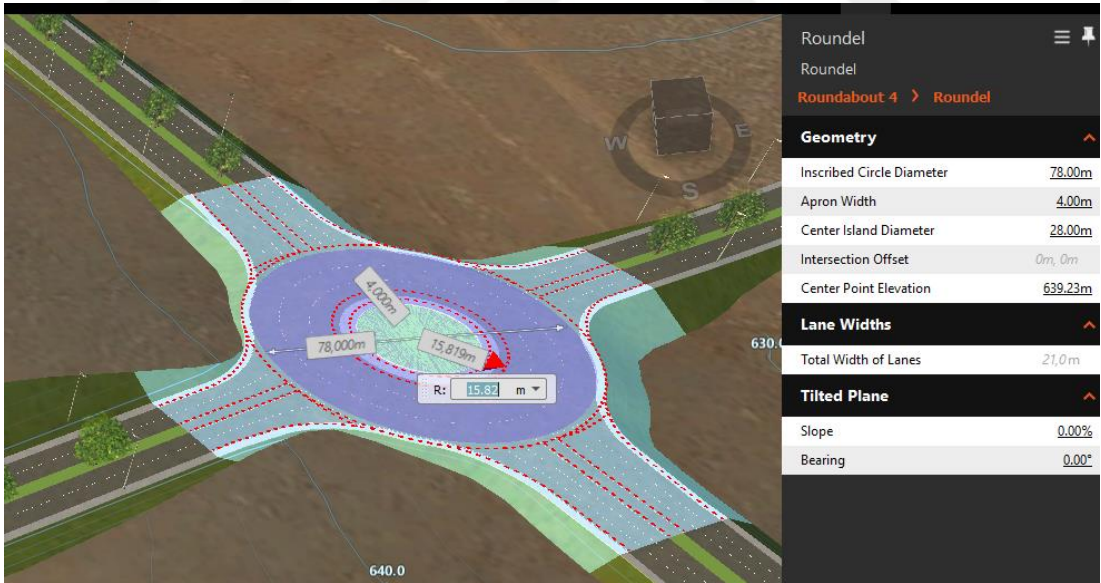 Roundel
Roundel
Roundabout 4 > Roundel
Geometry
Inscribed Circle Diameter 78.00m
Apron Width 4.00m
Center Island Diameter 28.00m
Intersection Offset 0m, 0m
Center Point Elevation 639.23m
Lane Widths
Total Width of Lanes 21,0 m
Tilted Plane
Slope 0.00%
Bearing 0.00°
W
E
S
4,000m
78,000m
15,819m
R: 15.82 m
630.
640.0